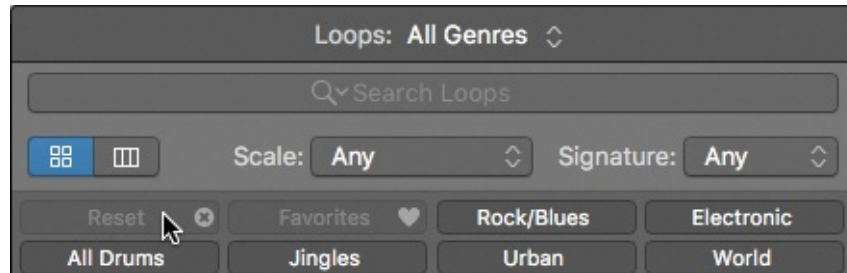 Loops: All Genres
Search Loops
Scale: Any Signature: Any
Reset Favorites Rock/Blues Electronic
All Drums Jingles Urban World